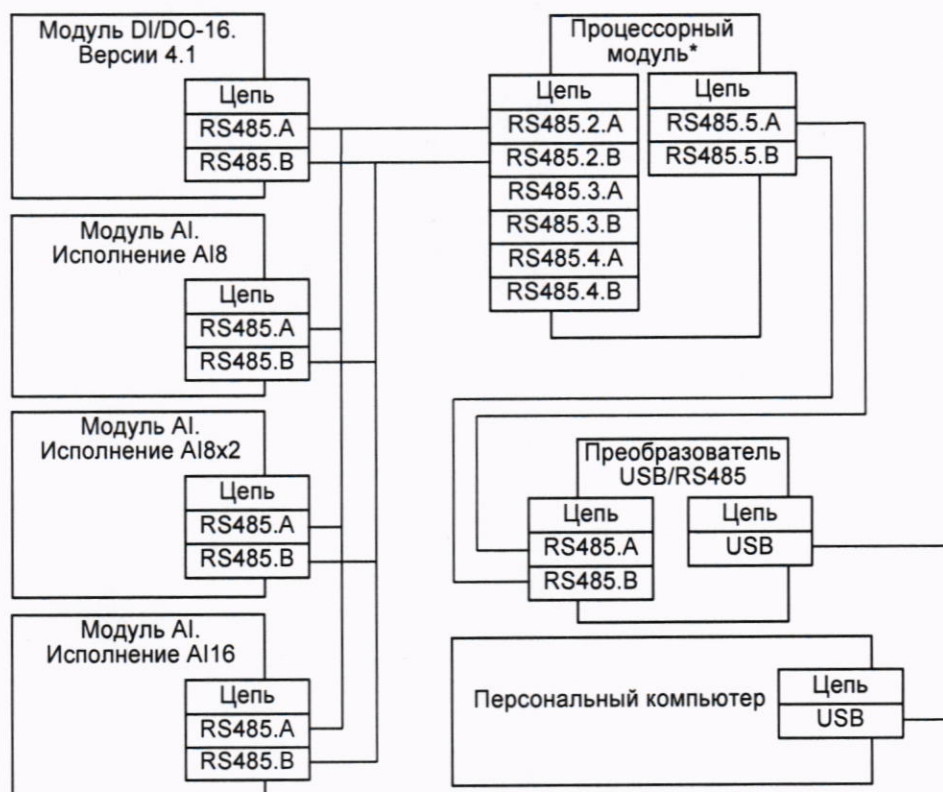 Модуль DI/DO-16.
Версии 4.1
Цепь
RS485.A
RS485.B
Модуль AI.
Исполнение AI8
Цепь
RS485.A
RS485.B
Модуль AI.
Исполнение AI8x2
Цепь
RS485.A
RS485.B
Модуль AI.
Исполнение AI16
Цепь
RS485.A
RS485.B
Процессорный
модуль*
Цепь
RS485.2.A
RS485.2.B
RS485.3.A
RS485.3.B
RS485.4.A
RS485.4.B
Цепь
RS485.5.A
RS485.5.B
Преобразователь
USB/RS485
Цепь
RS485.A
RS485.B
Цепь
USB
Персональный компьютер
Цепь
USB